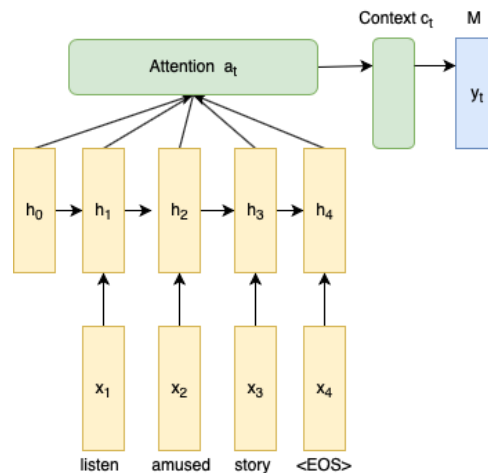 Context c_t M
Attention a_t
y_t
h_0 h_1 h_2 h_3 h_4
x_1 x_2 x_3 x_4
listen amused story <EOS>